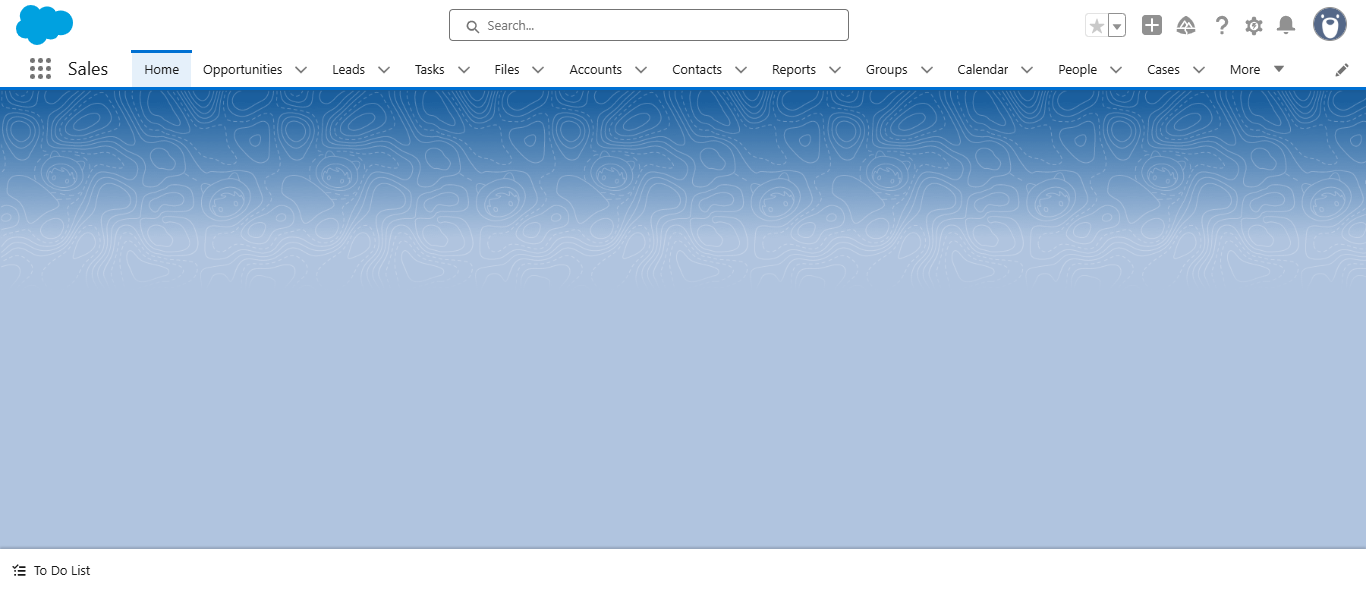 Search...
Sales
Home
Opportunities
Leads
Tasks
Files
Accounts
Contacts
Reports
Groups
Calendar
People
Cases
More
To Do List